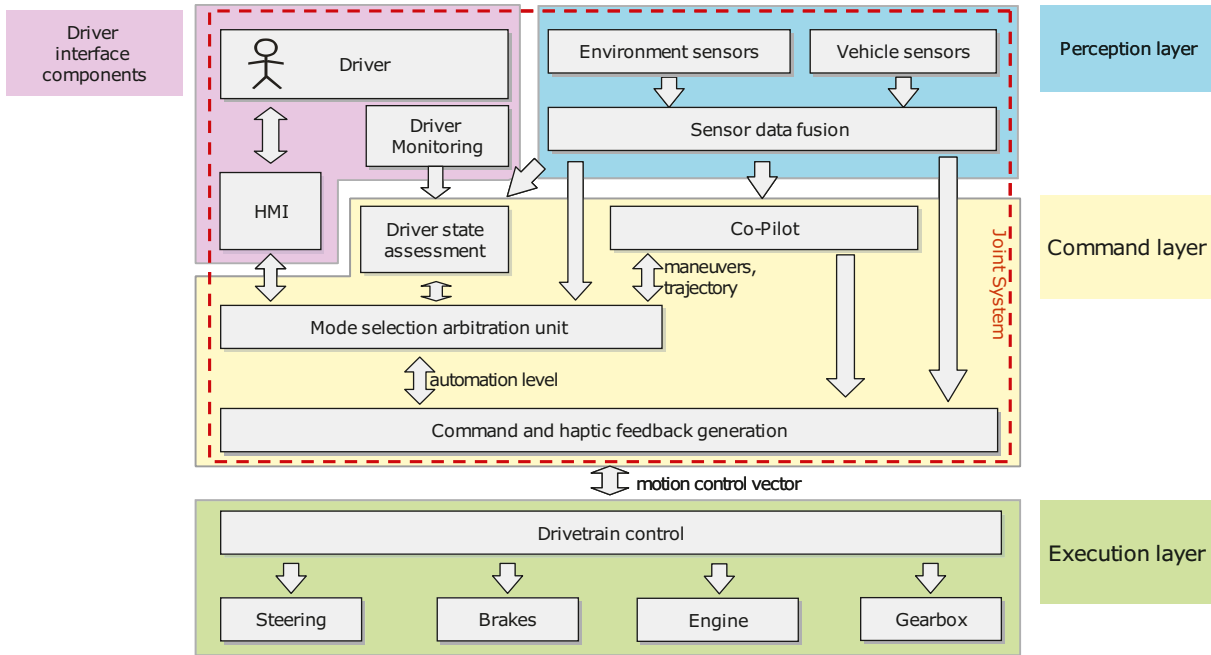 Driver
interface
components
Driver
Environment sensors
Vehicle sensors
Perception layer
Driver
Monitoring
Sensor data fusion
HMI
Driver state
assessment
Co-Pilot
Command layer
Joint System
maneuvers,
trajectory
Mode selection arbitration unit
automation level
Command and haptic feedback generation
motion control vector
Drivetrain control
Execution layer
Steering
Brakes
Engine
Gearbox